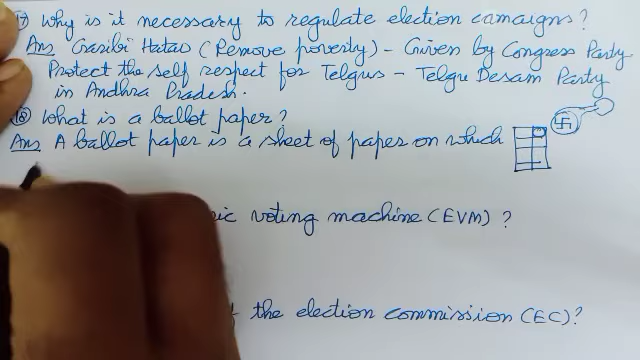 17) Why is it necessary to regulate election camaigns?
Ans Garibi Hatao (Remove poverty) - Given by Congress Party
Protect the self respect for Telgus - Telgu Desam Party
in Andhra Pradesh.
18) What is a ballot paper?
Ans A ballot paper is a sheet of paper on which
voting machine (EVM)?
the election commission (EC)?